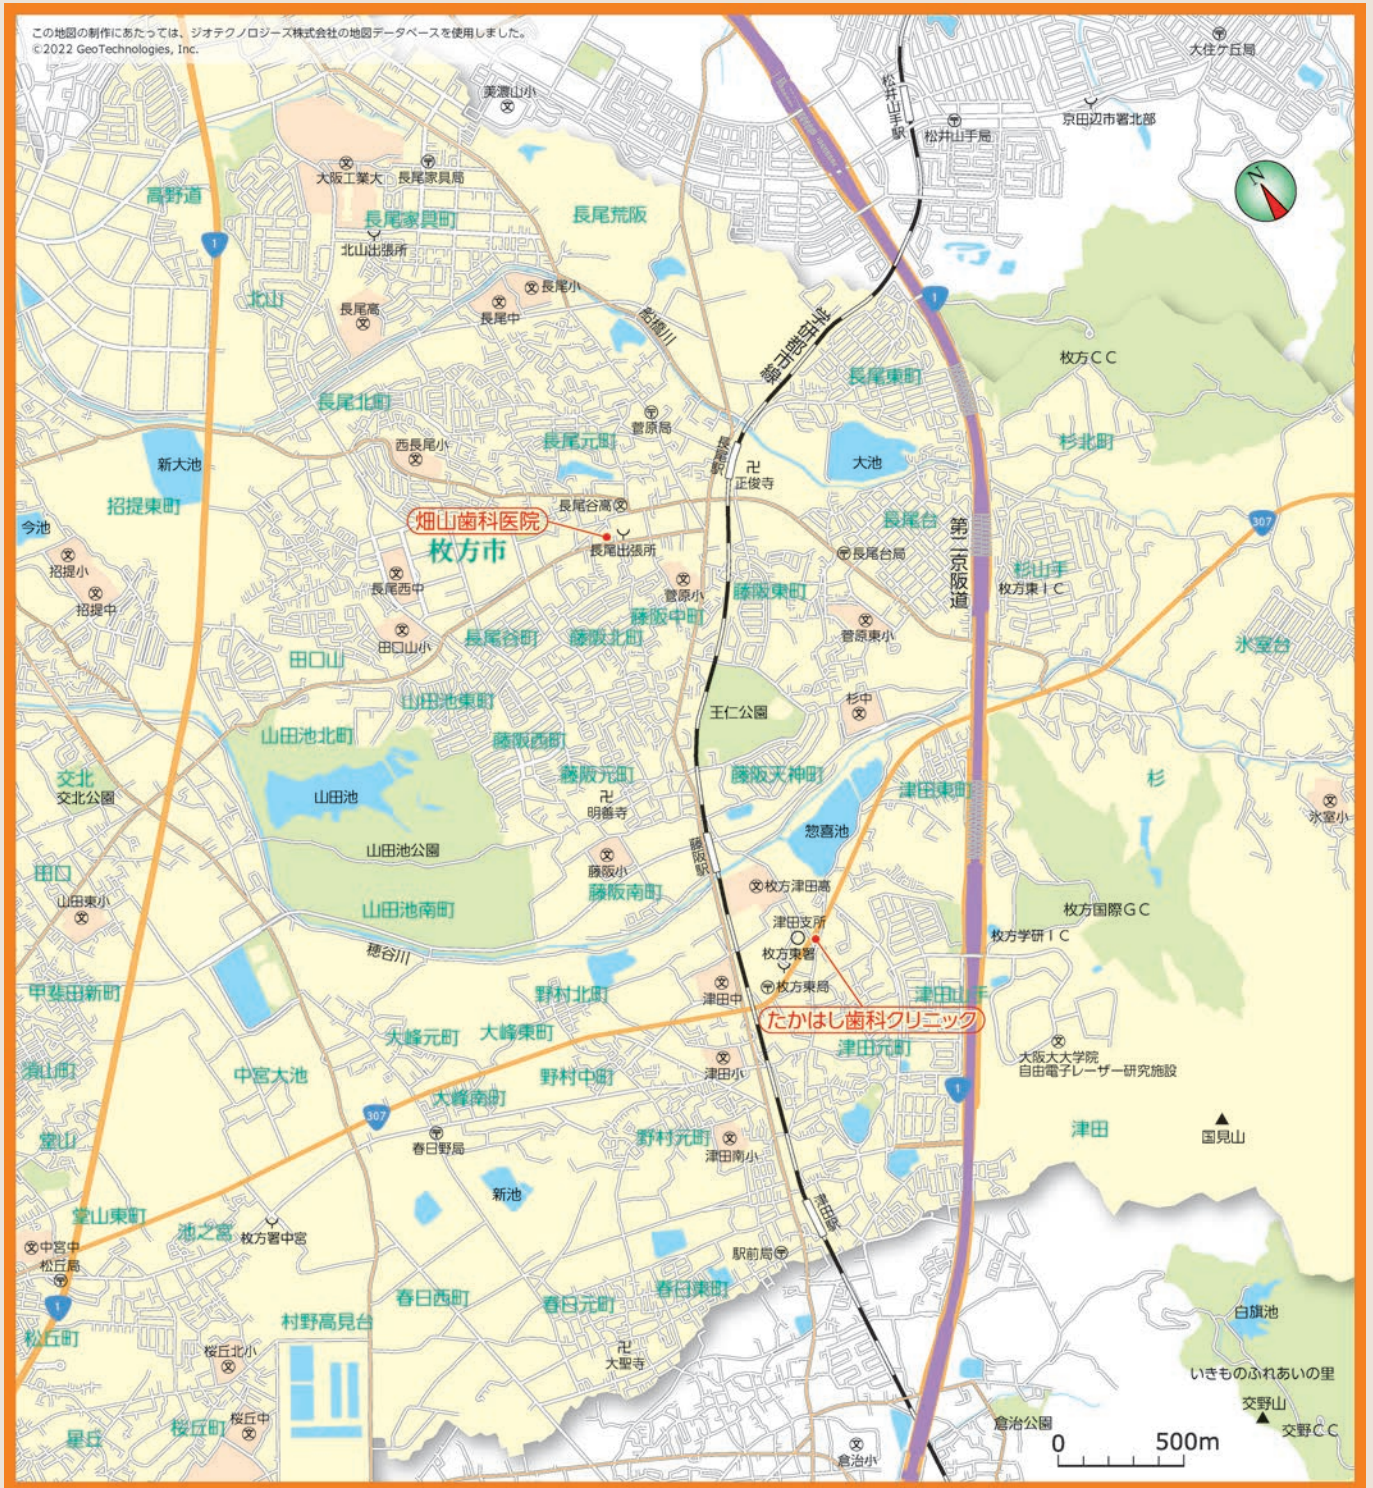 この地図の制作にあたっては、ジオテクノロジーズ株式会社の地図データベースを使用しました。
©2022 GeoTechnologies, Inc.
大住ケ丘局
美濃山小
松井山手駅
松井山手局
京田辺市署北部
N
大阪工業大
長尾家具局
高野道
長尾家具町
長尾荒阪
北山出張所
1
北山
長尾小
長尾中
長尾高
船橋川
学研都市線
1
枚方CC
長尾東町
長尾北町
菅原局
長尾元町
西長尾小
長尾駅
杉北町
新大池
大池
正俊寺
招提東町
長尾谷高
畑山歯科医院
長尾台
第二京阪道
307
今池
枚方市
長尾出張所
長尾台局
招提小
長尾西中
菅原小
藤阪東町
杉山手
枚方東IC
招提中
藤阪中町
菅原東小
田口山小
長尾谷町
藤阪北町
氷室台
田口山
山田池東町
王仁公園
杉中
山田池北町
藤阪西町
交北
交北公園
山田池
藤阪元町
藤阪天神町
津田東町
杉
明善寺
惣喜池
氷室小
山田池公園
藤阪駅
田口
藤阪小
山田東小
藤阪南町
枚方津田高
山田池南町
枚方国際GC
津田支所
枚方学研IC
穂谷川
枚方東署
甲斐田新町
野村北町
津田中
枚方東局
津田山手
たかはし歯科クリニック
大峰元町
大峰東町
津田元町
大阪大大学院
自由電子レーザー研究施設
中宮大池
野村中町
津田小
大峰南町
1
307
堂山
春日野局
野村元町
津田南小
津田
国見山
新池
堂山東町
池之宮
枚方署中宮
津田駅
中宮中
松丘局
駅前局
1
春日西町
春日元町
春日東町
松丘町
村野高見台
白旗池
桜丘北小
大聖寺
いきものふれあいの里
交野山
桜丘町
桜丘中
星丘
倉治公園
交野CC
倉治小
0
500m